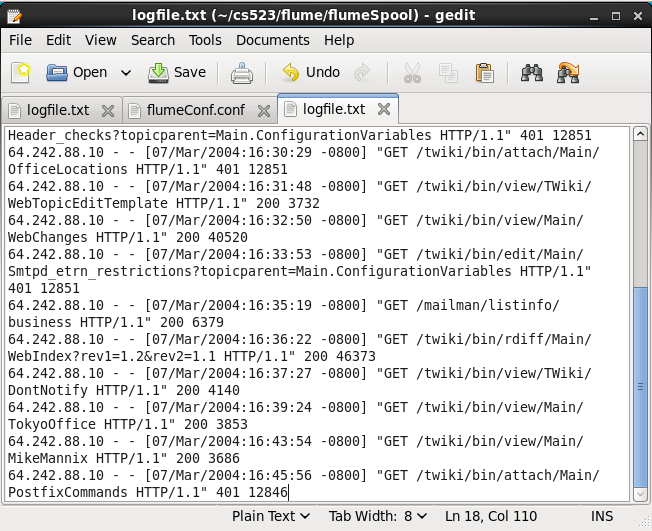 logfile.txt (~/cs523/flume/flumeSpool) - gedit
File Edit View Search Tools Documents Help
Open Save Undo
logfile.txt flumeConf.conf logfile.txt
Header_checks?topicparent=Main.ConfigurationVariables HTTP/1.1" 401 12851
64.242.88.10 - - [07/Mar/2004:16:30:29 -0800] "GET /twiki/bin/attach/Main/
OfficeLocations HTTP/1.1" 401 12851
64.242.88.10 - - [07/Mar/2004:16:31:48 -0800] "GET /twiki/bin/view/TWiki/
WebTopicEditTemplate HTTP/1.1" 200 3732
64.242.88.10 - - [07/Mar/2004:16:32:50 -0800] "GET /twiki/bin/view/Main/
WebChanges HTTP/1.1" 200 40520
64.242.88.10 - - [07/Mar/2004:16:33:53 -0800] "GET /twiki/bin/edit/Main/
Smtpd_etrn_restrictions?topicparent=Main.ConfigurationVariables HTTP/1.1"
401 12851
64.242.88.10 - - [07/Mar/2004:16:35:19 -0800] "GET /mailman/listinfo/
business HTTP/1.1" 200 6379
64.242.88.10 - - [07/Mar/2004:16:36:22 -0800] "GET /twiki/bin/rdiff/Main/
WebIndex?rev1=1.2&rev2=1.1 HTTP/1.1" 200 46373
64.242.88.10 - - [07/Mar/2004:16:37:27 -0800] "GET /twiki/bin/view/TWiki/
DontNotify HTTP/1.1" 200 4140
64.242.88.10 - - [07/Mar/2004:16:39:24 -0800] "GET /twiki/bin/view/Main/
TokyoOffice HTTP/1.1" 200 3853
64.242.88.10 - - [07/Mar/2004:16:43:54 -0800] "GET /twiki/bin/view/Main/
MikeMannix HTTP/1.1" 200 3686
64.242.88.10 - - [07/Mar/2004:16:45:56 -0800] "GET /twiki/bin/attach/Main/
PostfixCommands HTTP/1.1" 401 12846
Plain Text Tab Width: 8 Ln 18, Col 110 INS